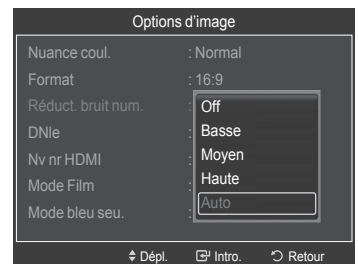 Options d'image
Nuance coul. : Normal
Format : 16:9
Réduct. bruit num. : Off
DNIe : Basse
Nv nr HDMI : Moyen
Mode Film : Haute
Mode bleu seu. : Auto
Dépl. Intro. Retour